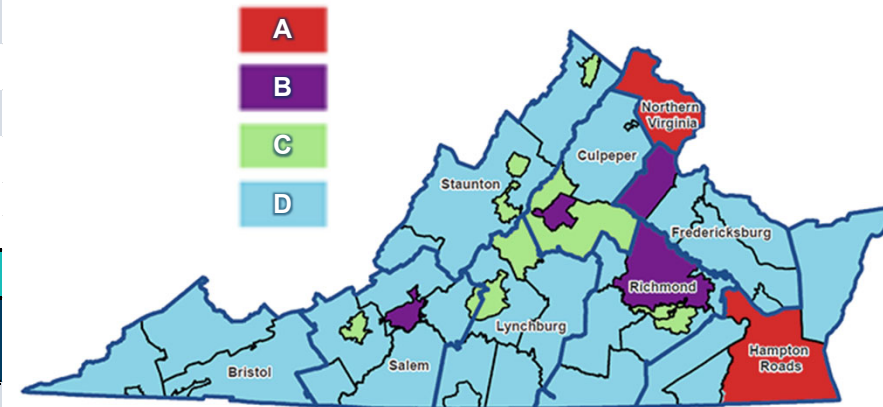 A
B
C
D
Northern
Virginia
Culpeper
Staunton
Fredericksburg
Richmond
Lynchburg
Hampton
Roads
Salem
Bristol